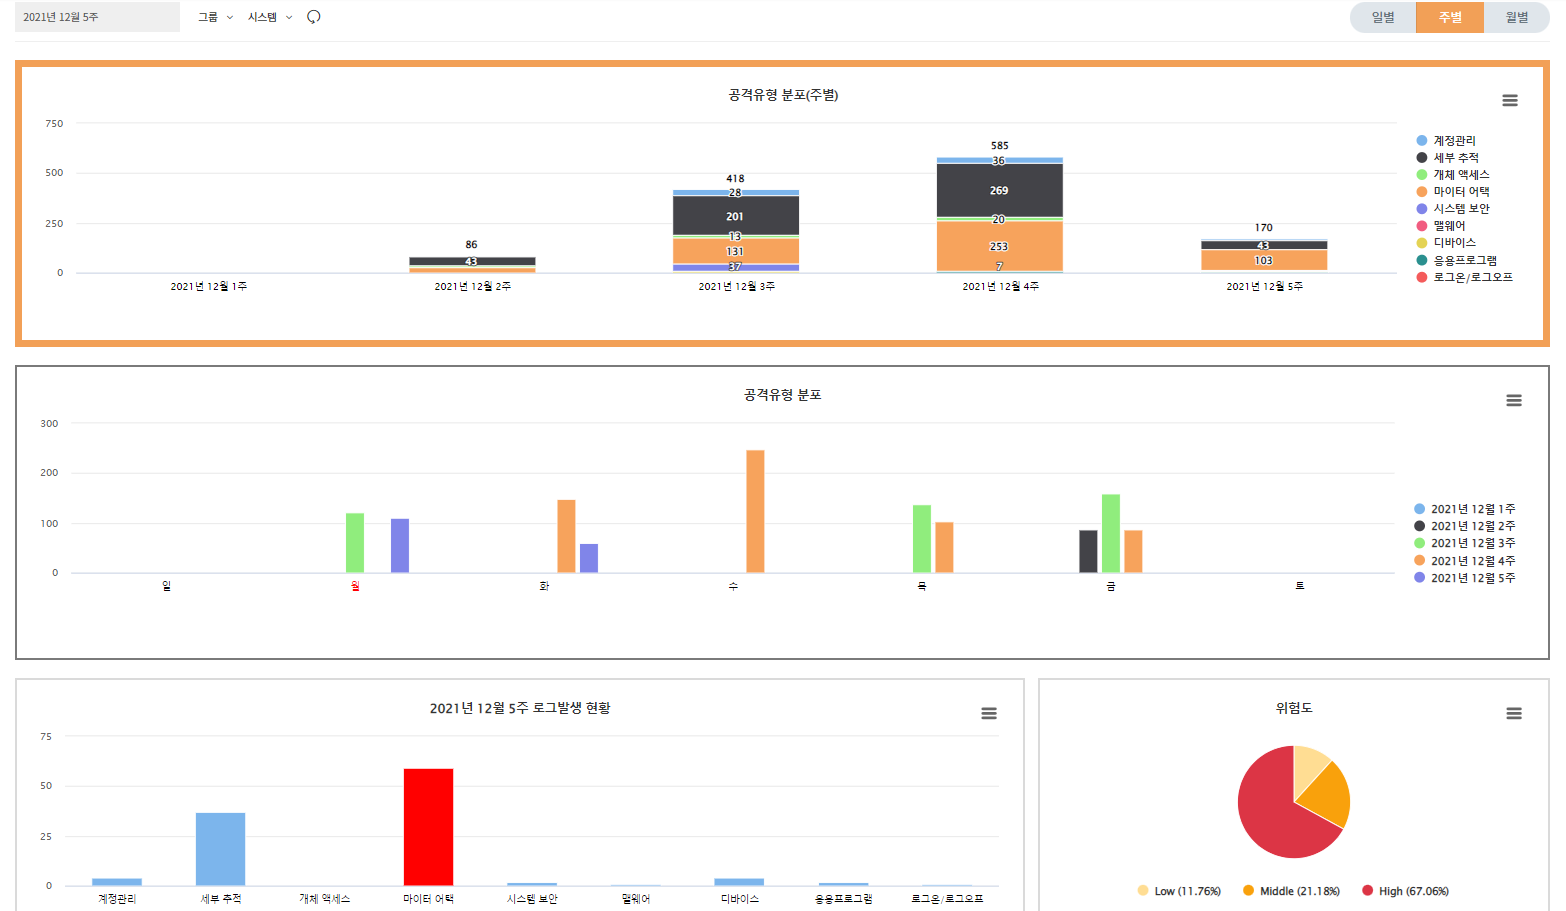 2021년 12월 5주 그룹 시스템 일별 주별 월별
공격유형 분포(주별)
750
500
250
0
86
43
418
28
201
13
131
37
585
36
269
20
253
7
170
43
103
2021년 12월 1주 2021년 12월 2주 2021년 12월 3주 2021년 12월 4주 2021년 12월 5주
계정관리
세부 추적
개체 액세스
마이터 어택
시스템 보안
멜웨어
디바이스
응용프로그램
로그온/로그오프
공격유형 분포
300
200
100
0
일 월 화 수 목 금 토
2021년 12월 1주
2021년 12월 2주
2021년 12월 3주
2021년 12월 4주
2021년 12월 5주
2021년 12월 5주 로그발생 현황
75
50
25
0
계정관리 세부 추적 개체 액세스 마이터 어택 시스템 보안 멜웨어 디바이스 응용프로그램 로그온/로그오프
위험도
Low (11.76%) Middle (21.18%) High (67.06%)